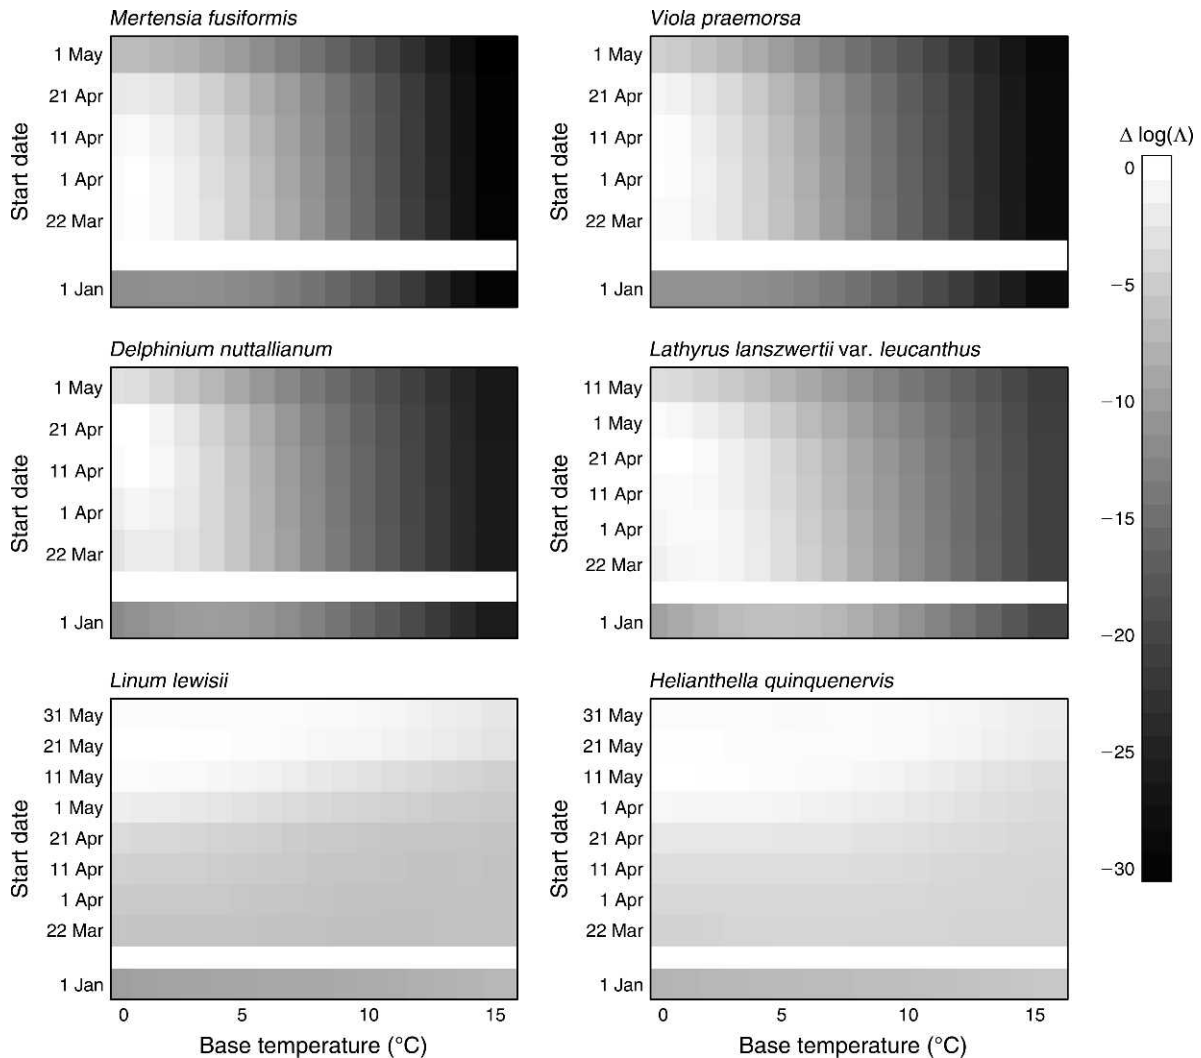 Mertensia fusiformis
Viola praemorsa
Start date
1 May
21 Apr
11 Apr
1 Apr
22 Mar
1 Jan
Start date
1 May
21 Apr
11 Apr
1 Apr
22 Mar
1 Jan
Delphinium nuttallianum
Lathyrus lanszwertii var. leucanthus
Start date
1 May
21 Apr
11 Apr
1 Apr
22 Mar
1 Jan
Start date
11 May
1 May
21 Apr
11 Apr
1 Apr
22 Mar
1 Jan
Linum lewisii
Helianthella quinquenervis
Start date
31 May
21 May
11 May
1 May
21 Apr
11 Apr
1 Apr
22 Mar
1 Jan
0 5 10 15
Base temperature (°C)
Start date
31 May
21 May
11 May
1 Apr
21 Apr
11 Apr
1 Apr
22 Mar
1 Jan
0 5 10 15
Base temperature (°C)
Δ log(Λ)
0
−5
−10
−15
−20
−25
−30